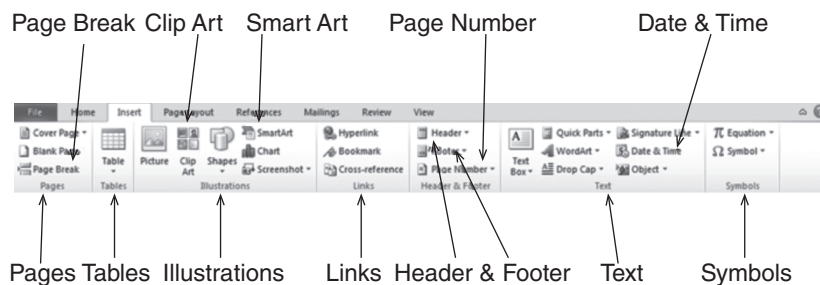 Page Break Clip Art Smart Art Page Number Date & Time
File Home Insert Page Layout References Mailings Review View
Cover Page SmartArt Hyperlink Header Quick Parts Signature Line Equation
Blank Page Chart Bookmark Footer WordArt Date & Time Symbol
Page Break Table Picture Clip Art Shapes Screenshot Cross-reference Page Number Text Box Drop Cap Object
Pages Tables Illustrations Links Header & Footer Text Symbols
Pages Tables Illustrations Links Header & Footer Text Symbols